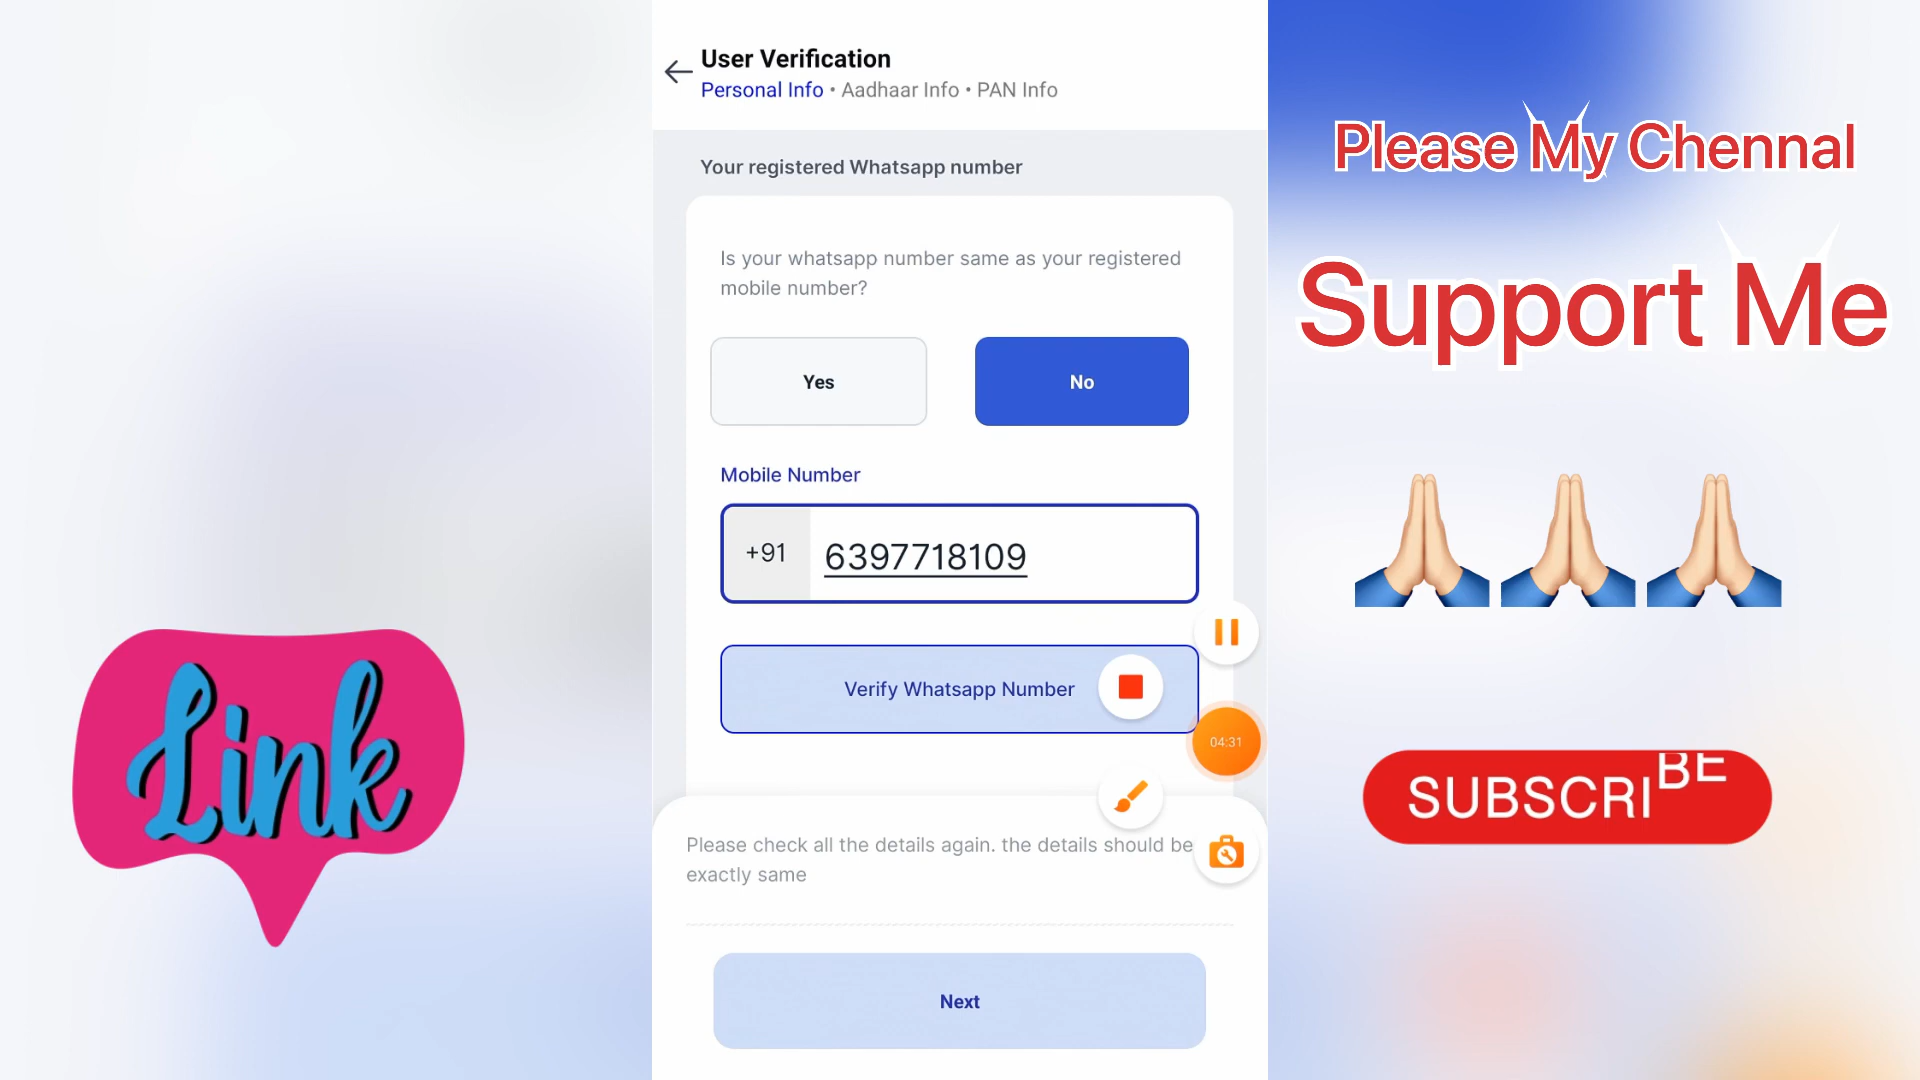 User Verification
Personal Info • Aadhaar Info • PAN Info
Your registered Whatsapp number
Is your whatsapp number same as your registered
mobile number?
Yes
No
Mobile Number
+91 6397718109
Verify Whatsapp Number
04:31
Please check all the details again. the details should be
exactly same
Next
Link
Please My Chennal
Support Me
SUBSCRIBE